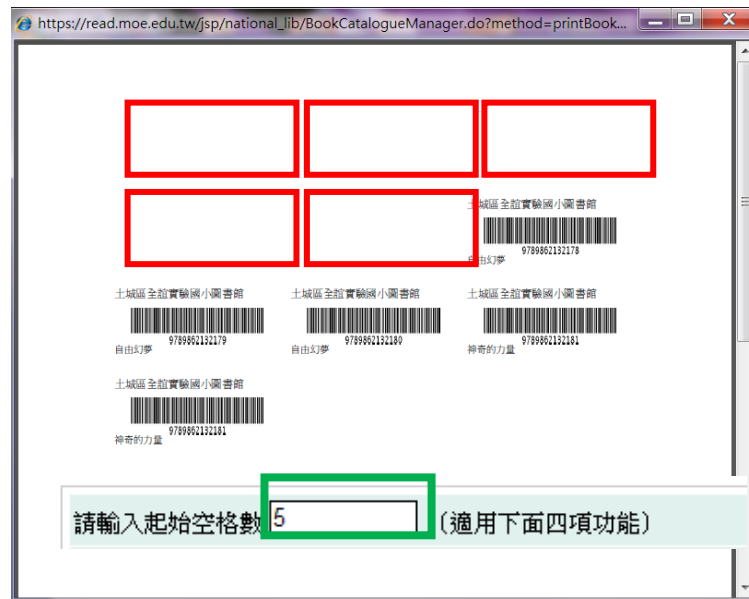 https://read.moe.edu.tw/jsp/national_lib/BookCatalogueManager.do?method=printBook...
土城區全誼實驗國小圖書館
9789862132178
自由幻夢
土城區全誼實驗國小圖書館
9789862132179
自由幻夢
土城區全誼實驗國小圖書館
9789862132180
自由幻夢
土城區全誼實驗國小圖書館
9789862132181
神奇的力量
土城區全誼實驗國小圖書館
9789862132181
神奇的力量
請輸入起始空格數 5 (適用下面四項功能)